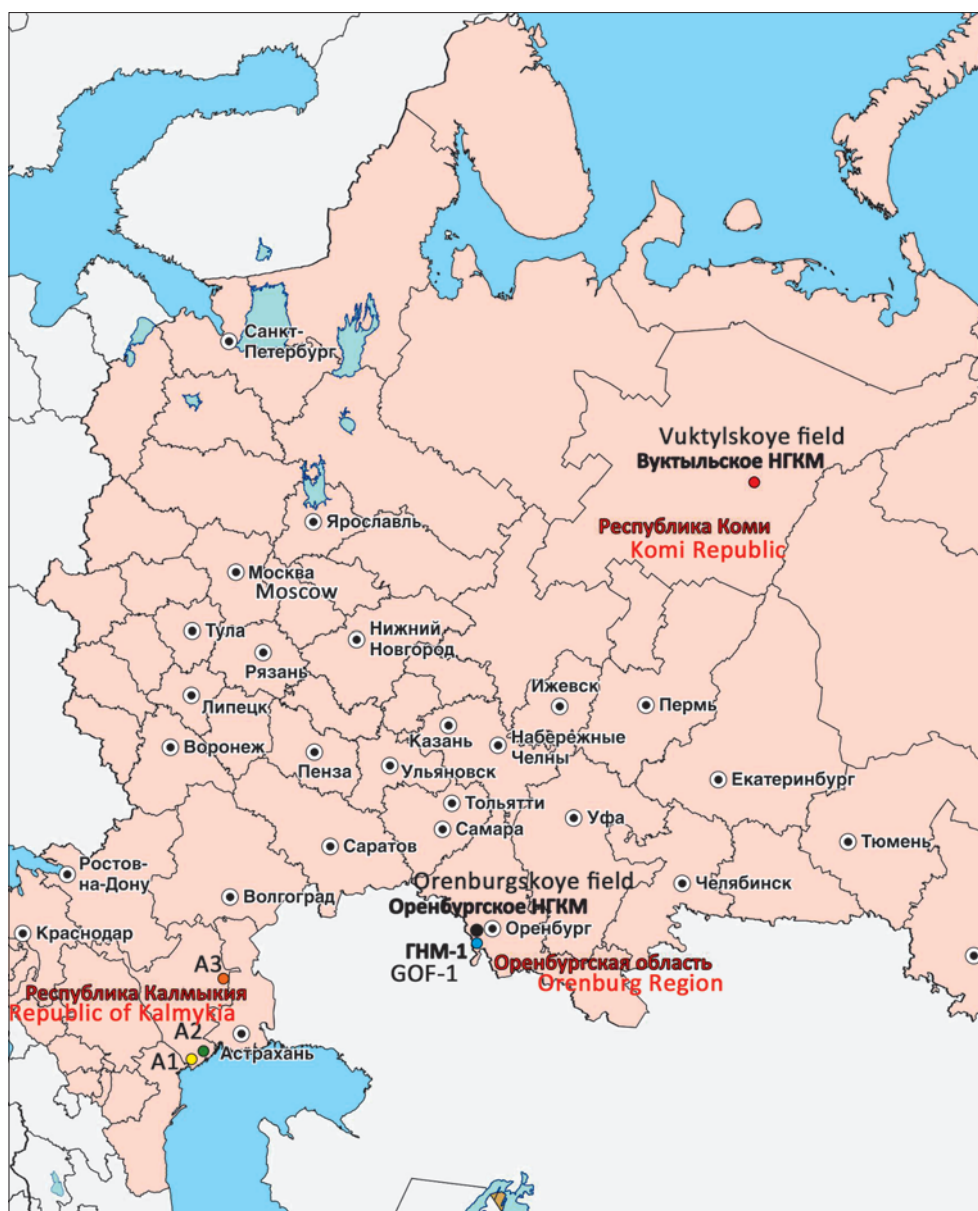 Санкт-
Петербург
Vuktylskoye field
Вуктыльское НГКМ
Ярославль
Республика Коми
Komi Republic
Москва
Moscow
Тула
Нижний
Новгород
Рязань
Ижевск
Липецк
Пермь
Казань
Набережные
Челны
Воронеж
Пенза
Ульяновск
Екатеринбург
Тольятти
Самара
Уфа
Саратов
Тюмень
Ростов-
на-Дону
Orenburgskoye field
Челябинск
Волгоград
Оренбургское НГКМ
Краснодар
Оренбург
ГНМ-1
GOF-1
Оренбургская область
Orenburg Region
A3
Республика Калмыкия
Republic of Kalmykia
A2
Астрахань
A1